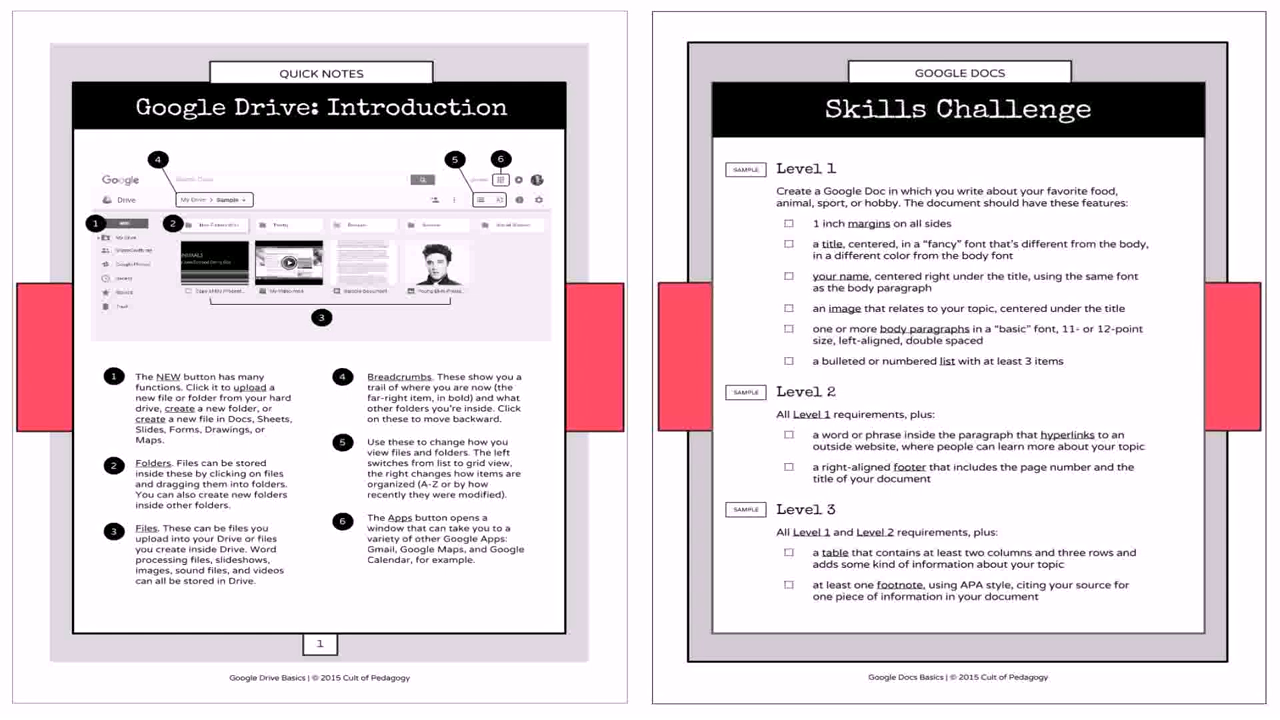 QUICK NOTES
Google Drive: Introduction
4
5
6
Google
Drive
My Drive > Sample
1
2
NEW
My Drive
Google Photos
Recent
Starred
Trash
3
1
The NEW button has many
functions. Click it to upload a
new file or folder from your hard
drive, create a new folder, or
create a new file in Docs, Sheets,
Slides, Forms, Drawings, or
Maps.
2
Folders. Files can be stored
inside these by clicking on files
and dragging them into folders.
You can also create new folders
inside other folders.
3
Files. These can be files you
upload into your Drive or files
you create inside Drive. Word
processing files, slideshows,
images, sound files, and videos
can all be stored in Drive.
4
Breadcrumbs. These show you a
trail of where you are now (the
far-right item, in bold) and what
other folders you're inside. Click
on these to move backward.
5
Use these to change how you
view files and folders. The left
switches from list to grid view,
the right changes how items are
organized (A-Z or by how
recently they were modified).
6
The Apps button opens a
window that can take you to a
variety of other Google Apps:
Gmail, Google Maps, and Google
Calendar, for example.
1
Google Drive Basics | © 2015 Cult of Pedagogy
GOOGLE DOCS
Skills Challenge
SAMPLE
Level 1
Create a Google Doc in which you write about your favorite food,
animal, sport, or hobby. The document should have these features:
1 inch margins on all sides
a title, centered, in a “fancy” font that's different from the body,
in a different color from the body font
your name, centered right under the title, using the same font
as the body paragraph
an image that relates to your topic, centered under the title
one or more body paragraphs in a “basic” font, 11- or 12-point
size, left-aligned, double spaced
a bulleted or numbered list with at least 3 items
SAMPLE
Level 2
All Level 1 requirements, plus:
a word or phrase inside the paragraph that hyperlinks to an
outside website, where people can learn more about your topic
a right-aligned footer that includes the page number and the
title of your document
SAMPLE
Level 3
All Level 1 and Level 2 requirements, plus:
a table that contains at least two columns and three rows and
adds some kind of information about your topic
at least one footnote, using APA style, citing your source for
one piece of information in your document
Google Docs Basics | © 2015 Cult of Pedagogy